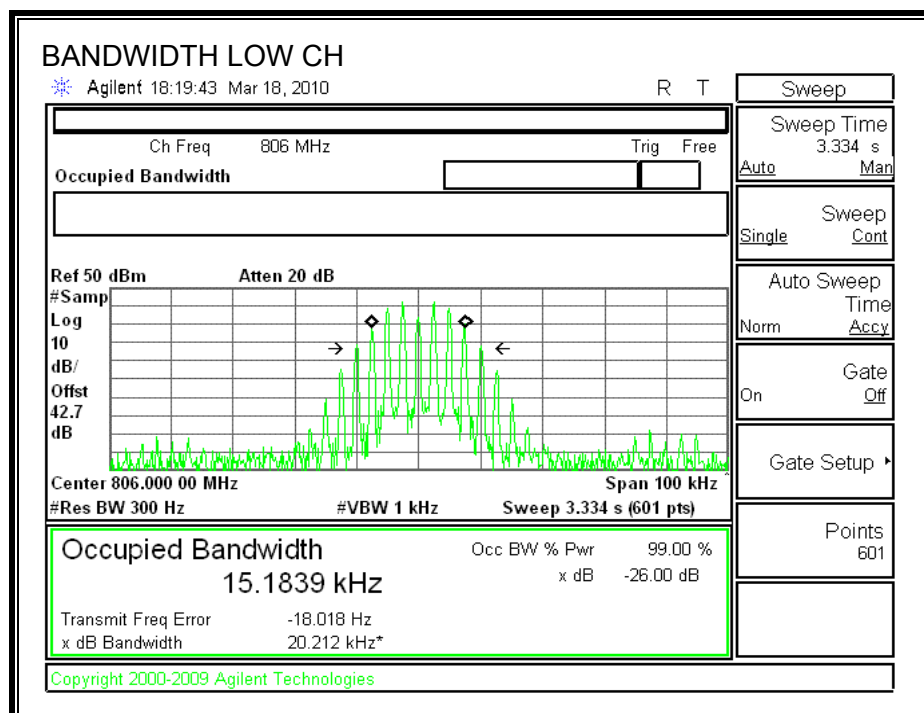 BANDWIDTH LOW CH
Agilent 18:19:43 Mar 18, 2010 R T
Ch Freq 806 MHz Trig Free
Occupied Bandwidth
Ref 50 dBm Atten 20 dB
#Samp
Log
10
dB/
Offst
42.7
dB
Center 806.000 00 MHz Span 100 kHz
#Res BW 300 Hz #VBW 1 kHz Sweep 3.334 s (601 pts)
Occupied Bandwidth Occ BW % Pwr 99.00 %
15.1839 kHz x dB -26.00 dB
Transmit Freq Error -18.018 Hz
x dB Bandwidth 20.212 kHz*
Copyright 2000-2009 Agilent Technologies
Sweep
Sweep Time
3.334 s
Auto Man
Sweep
Single Cont
Auto Sweep
Time
Norm Accy
Gate
On Off
Gate Setup
Points
601